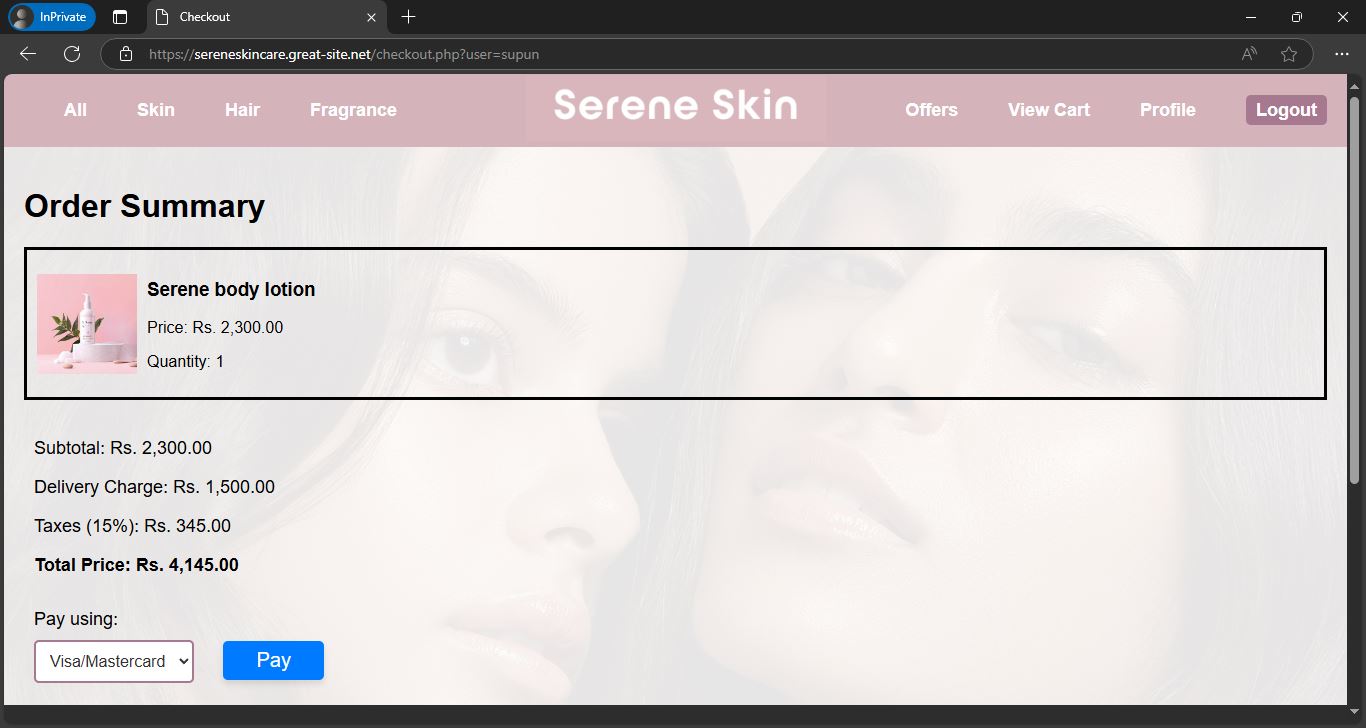 InPrivate
Checkout
https://sereneskincare.great-site.net/checkout.php?user=supun
All Skin Hair Fragrance Serene Skin Offers View Cart Profile Logout
Order Summary
Serene body lotion
Price: Rs. 2,300.00
Quantity: 1
Subtotal: Rs. 2,300.00
Delivery Charge: Rs. 1,500.00
Taxes (15%): Rs. 345.00
Total Price: Rs. 4,145.00
Pay using:
Visa/Mastercard Pay